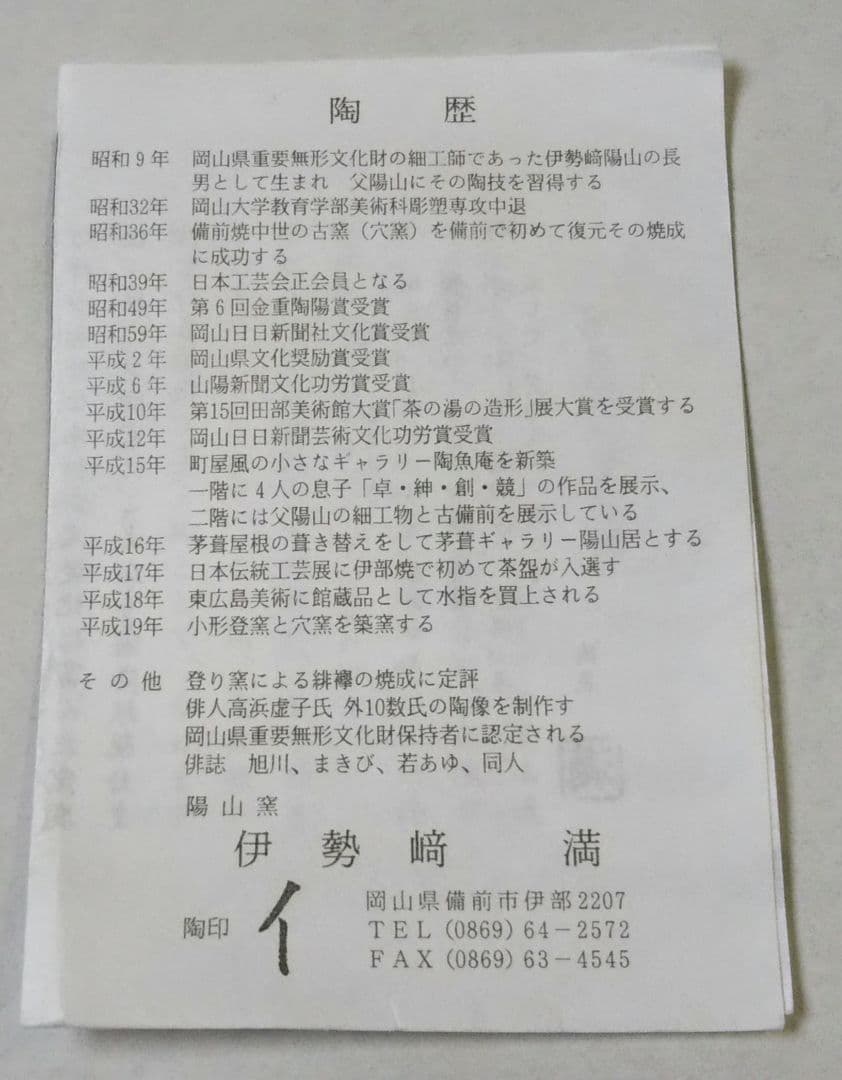 陶歴
昭和9年 岡山県重要無形文化財の細工師であった伊勢﨑陽山の長
男として生まれ 父陽山にその陶技を習得する
昭和32年 岡山大学教育学部美術科彫塑専攻中退
昭和36年 備前焼中世の古窯（穴窯）を備前で初めて復元その焼成
に成功する
昭和39年 日本工芸会正会員となる
昭和49年 第6回金重陶陽賞受賞
昭和59年 岡山日日新聞社文化賞受賞
平成2年 岡山県文化奨励賞受賞
平成6年 山陽新聞文化功労賞受賞
平成10年 第15回田部美術館大賞「茶の湯の造形」展大賞を受賞する
平成12年 岡山日日新聞芸術文化功労賞受賞
平成15年 町屋風の小さなギャラリー陶魚庵を新築
一階に4人の息子「卓・紳・創・競」の作品を展示、
二階には父陽山の細工物と古備前を展示している
平成16年 茅葺屋根の葺き替えをして茅葺ギャラリー陽山居とする
平成17年 日本伝統工芸展に伊部焼で初めて茶盌が入選す
平成18年 東広島美術に館蔵品として水指を買上される
平成19年 小形登窯と穴窯を築窯する
その他 登り窯による緋襷の焼成に定評
俳人高浜虚子氏 外10数氏の陶像を制作す
岡山県重要無形文化財保持者に認定される
俳誌 旭川、まきび、若あゆ、同人
陽山窯
伊勢﨑 満
陶印 イ
岡山県備前市伊部2207
TEL (0869) 64－2572
FAX (0869) 63－4545